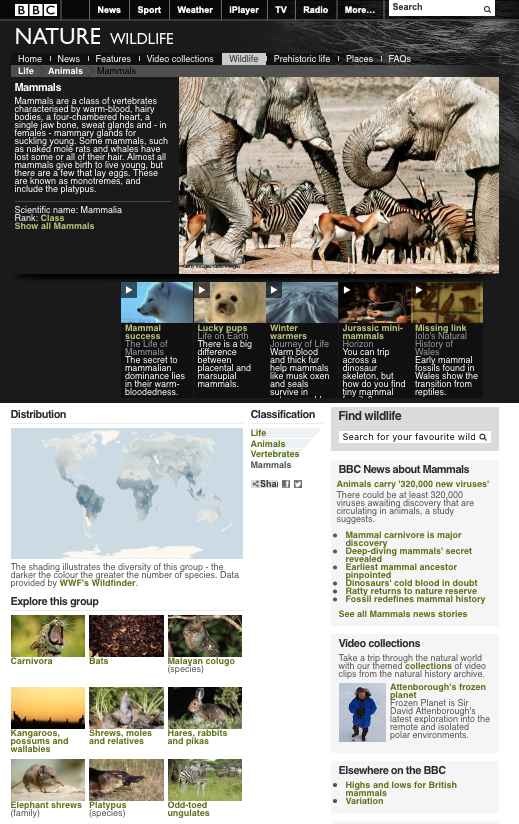 BBC News Sport Weather iPlayer TV Radio More... Search
NATURE WILDLIFE
Home News Features Video collections Wildlife Prehistoric life Places FAQs
Life Animals Mammals
Mammals
Mammals are a class of vertebrates
characterised by warm-blood, hairy
bodies, a four-chambered heart, a
single jaw bone, sweat glands and - in
females - mammary glands for
suckling young. Some mammals, such
as naked mole rats and whales have
lost some or all of their hair. Almost all
mammals give birth to live young, but
there are a few that lay eggs. These
are known as monotremes, and
include the platypus.
Scientific name: Mammalia
Rank: Class
Show all Mammals
Mammal
success
The Life of
Mammals
The secret to
mammalian
dominance lies
in their warm-
bloodedness.
Lucky pups
Life on Earth
There is a big
difference
between
placental and
marsupial
mammals.
Winter
warmers
Journey of Life
Warm blood
and thick fur
help mammals
like musk oxen
and seals
survive in
Jurassic mini-
mammals
Horizon
You can trip
across a
dinosaur
skeleton, but
how do you find
tiny mammal
Missing link
Iolo's Natural
History of
Wales
Early mammal
fossils found in
Wales show the
transition from
reptiles.
Distribution
The shading illustrates the diversity of this group - the
darker the colour the greater the number of species. Data
provided by WWF's Wildfinder.
Explore this group
Carnivora
Bats
Malayan colugo
(species)
Kangaroos,
possums and
wallabies
Shrews, moles
and relatives
Hares, rabbits
and pikas
Elephant shrews
(family)
Platypus
(species)
Odd-toed
ungulates
Classification
Life
Animals
Vertebrates
Mammals
Shar
Find wildlife
Search for your favourite wild
BBC News about Mammals
Animals carry '320,000 new viruses'
There could be at least 320,000
viruses awaiting discovery that are
circulating in animals, a study
suggests.
Mammal carnivore is major
discovery
Deep-diving mammals' secret
revealed
Earliest mammal ancestor
pinpointed
Dinosaurs' cold blood in doubt
Ratty returns to nature reserve
Fossil redefines mammal history
See all Mammals news stories
Video collections
Take a trip through the natural world
with our themed collections of video
clips from the natural history archive.
Attenborough's frozen
planet
Frozen Planet is Sir
David Attenborough's
latest exploration into the
remote and isolated
polar environments.
Elsewhere on the BBC
Highs and lows for British
mammals
Variation